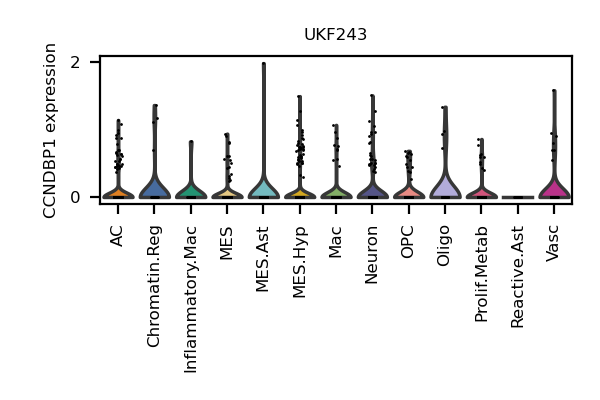 UKF243
CCNDBP1 expression
2
0
AC
Chromatin.Reg
Inflammatory.Mac
MES
MES.Ast
MES.Hyp
Mac
Neuron
OPC
Oligo
Prolif.Metab
Reactive.Ast
Vasc